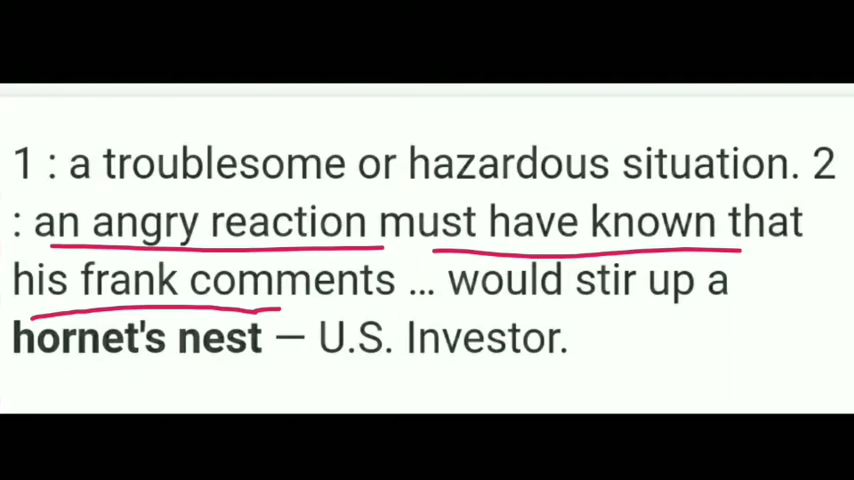 1 : a troublesome or hazardous situation. 2
: an angry reaction must have known that
his frank comments ... would stir up a
hornet's nest — U.S. Investor.